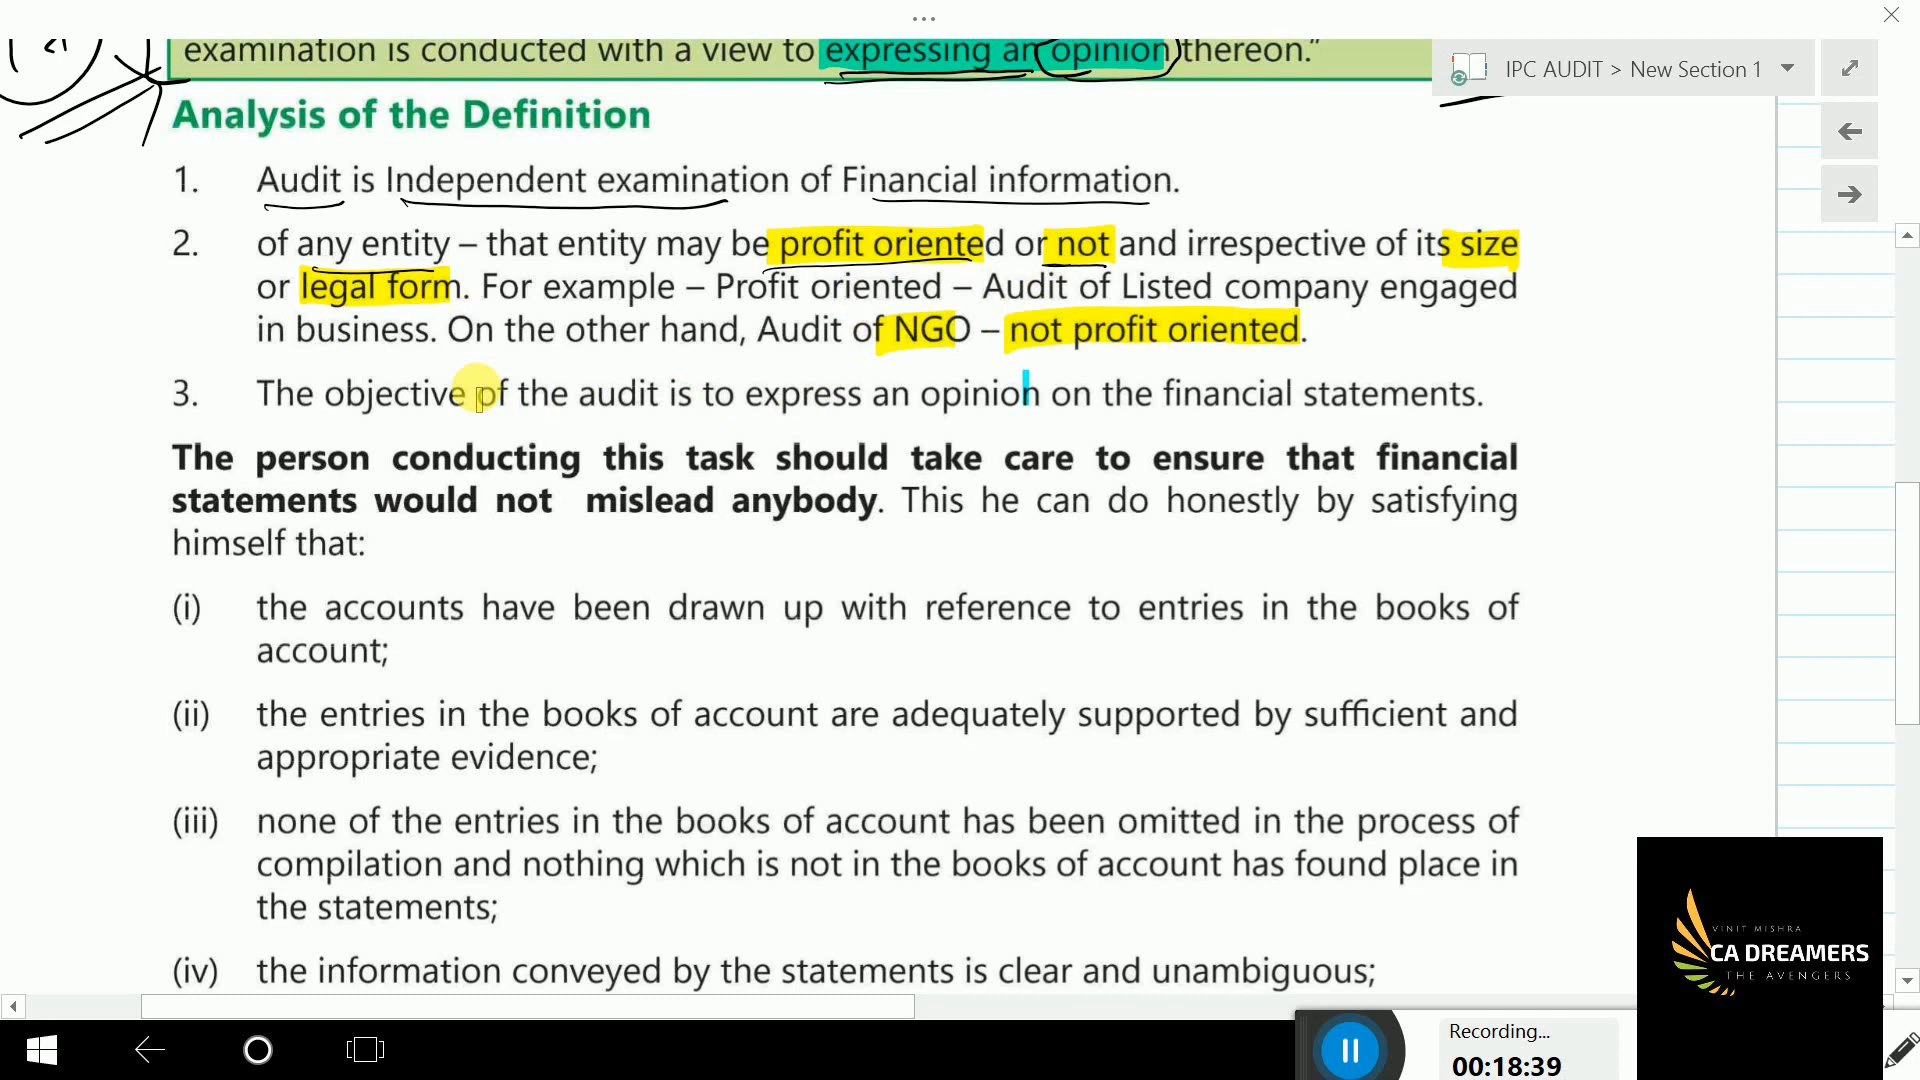 examination is conducted with a view to expressing an opinion thereon."
IPC AUDIT > New Section 1
Analysis of the Definition
1. Audit is Independent examination of Financial information.
2. of any entity – that entity may be profit oriented or not and irrespective of its size
or legal form. For example – Profit oriented – Audit of Listed company engaged
in business. On the other hand, Audit of NGO – not profit oriented.
3. The objective of the audit is to express an opinion on the financial statements.
The person conducting this task should take care to ensure that financial
statements would not mislead anybody. This he can do honestly by satisfying
himself that:
(i) the accounts have been drawn up with reference to entries in the books of
account;
(ii) the entries in the books of account are adequately supported by sufficient and
appropriate evidence;
(iii) none of the entries in the books of account has been omitted in the process of
compilation and nothing which is not in the books of account has found place in
the statements;
(iv) the information conveyed by the statements is clear and unambiguous;
VINIT MISHRA
CA DREAMERS
THE AVENGERS
Recording...
00:18:39